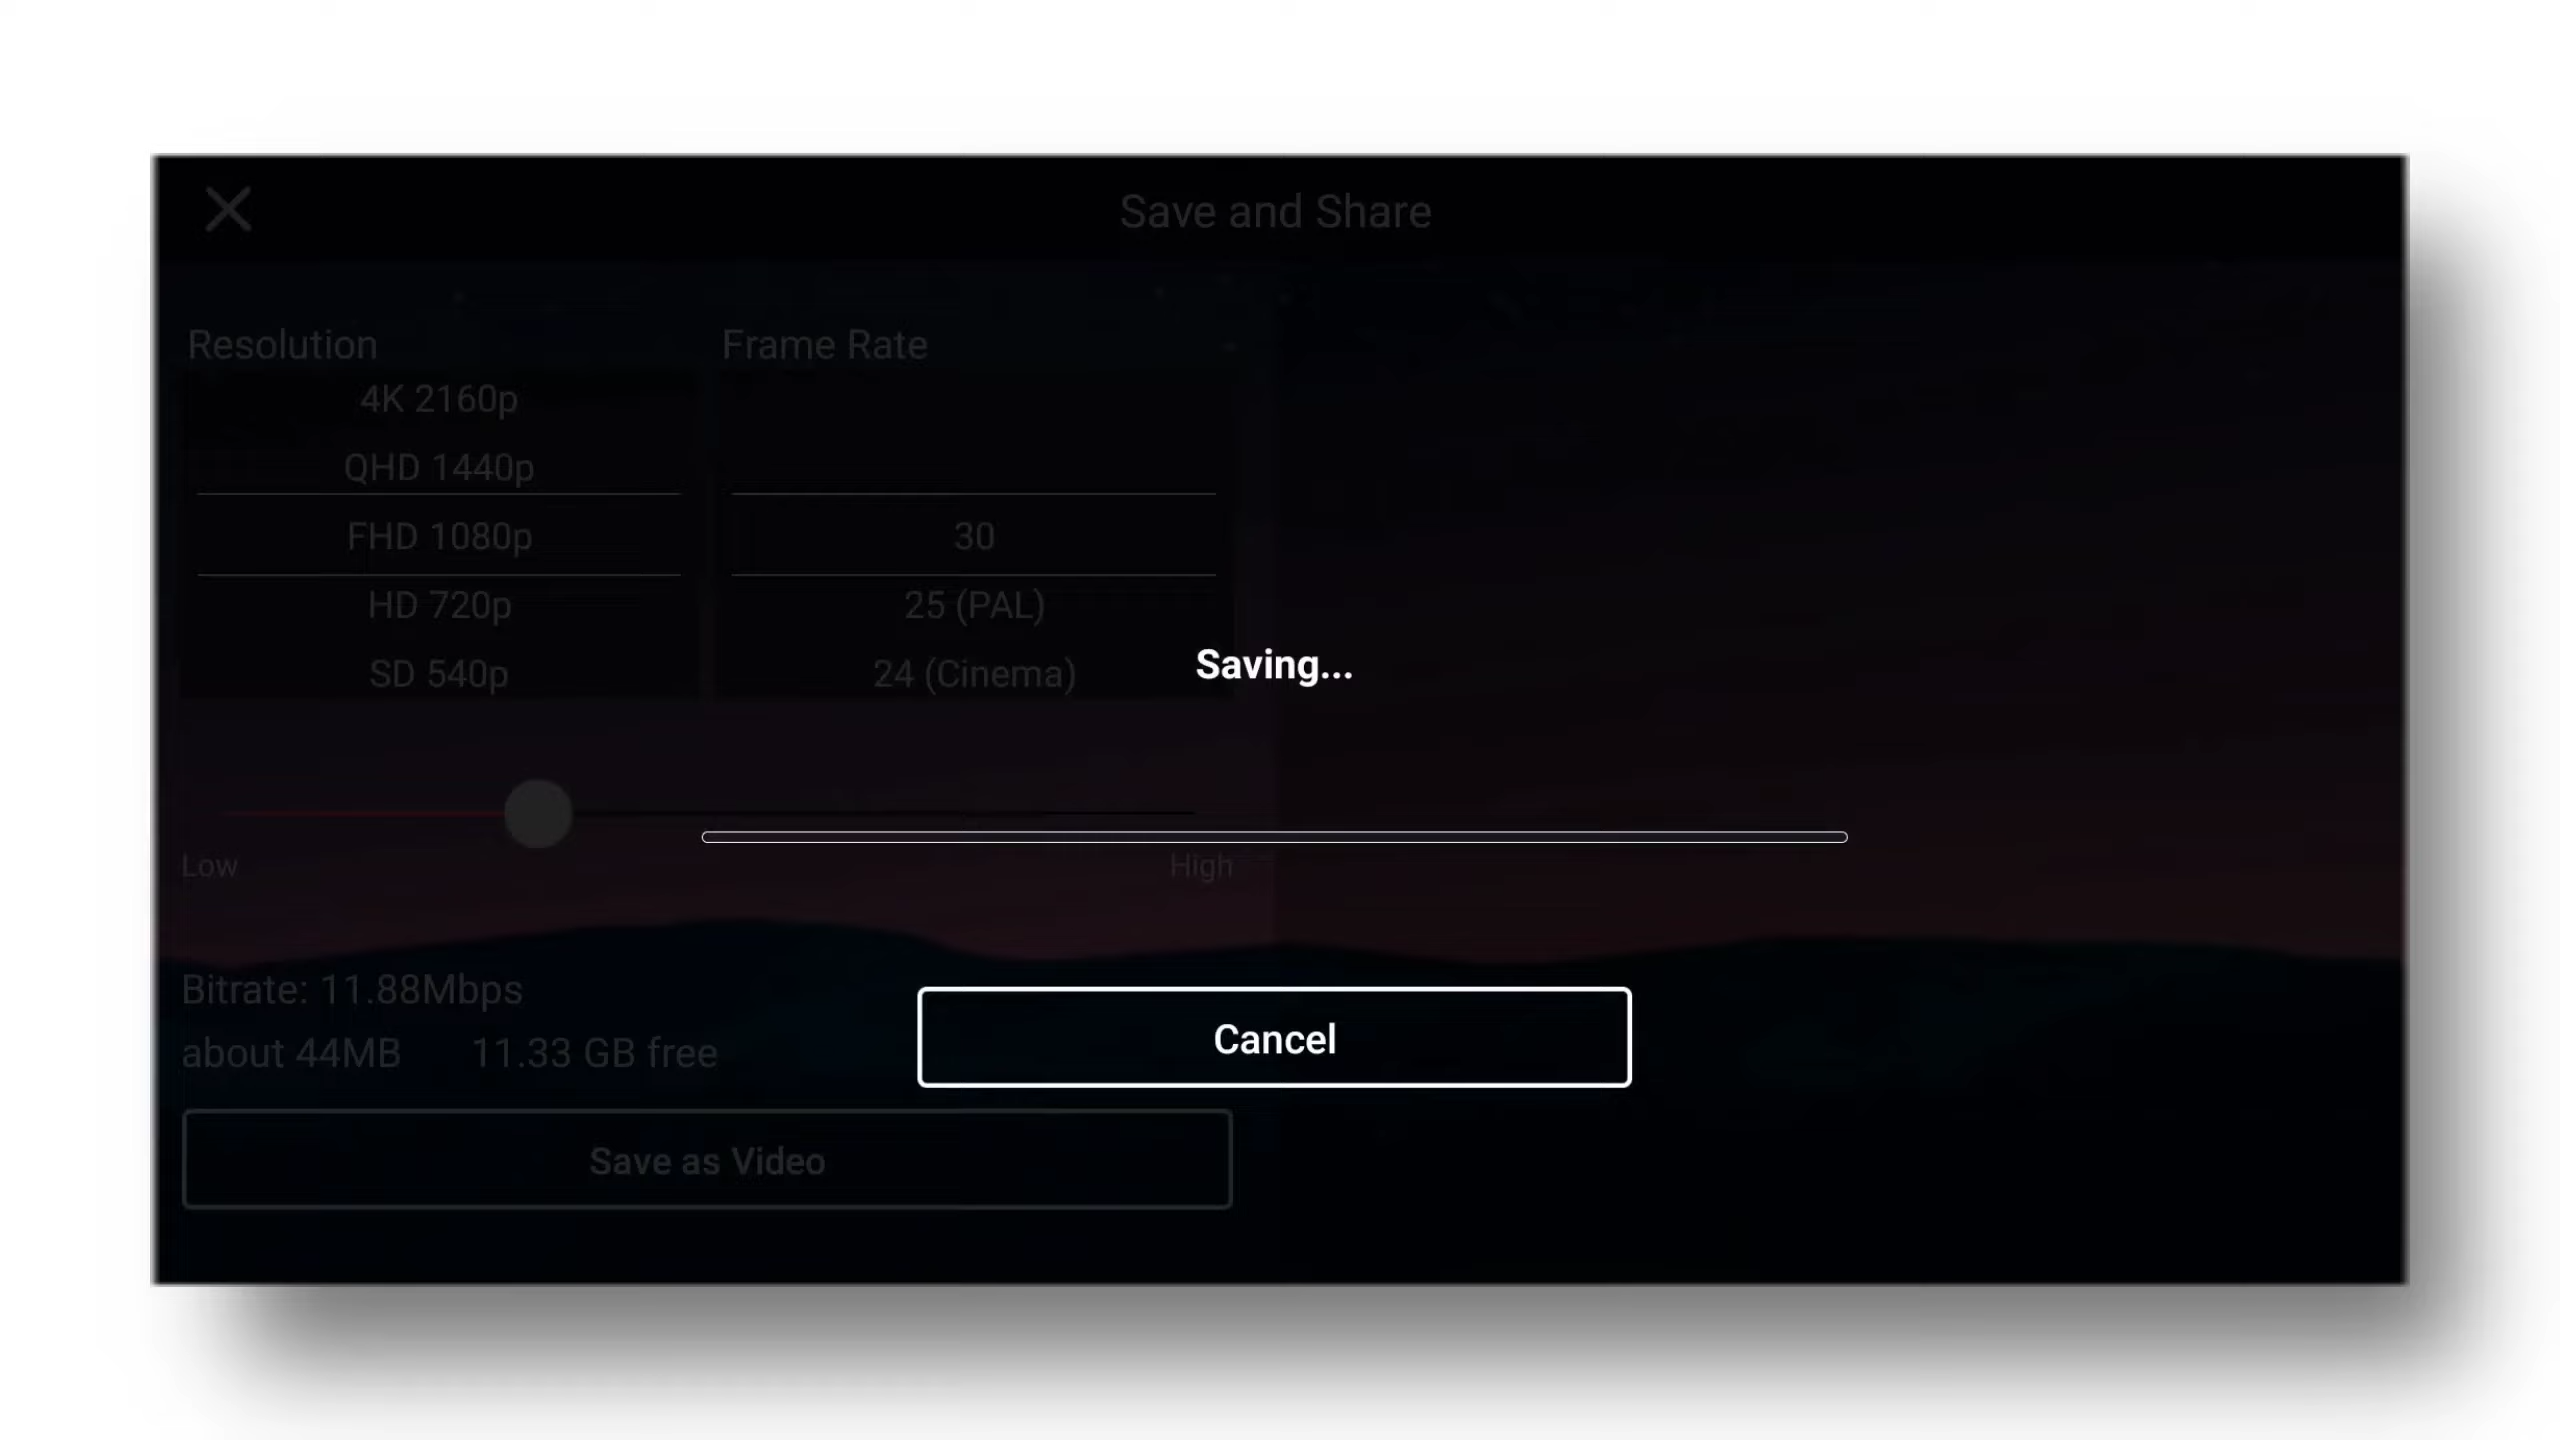 Save and Share
Resolution
Frame Rate
4K 2160p
QHD 1440p
FHD 1080p
HD 720p
SD 540p
30
25 (PAL)
24 (Cinema)
Saving...
Low
High
Bitrate: 11.88Mbps
about 44MB 11.33 GB free
Cancel
Save as Video